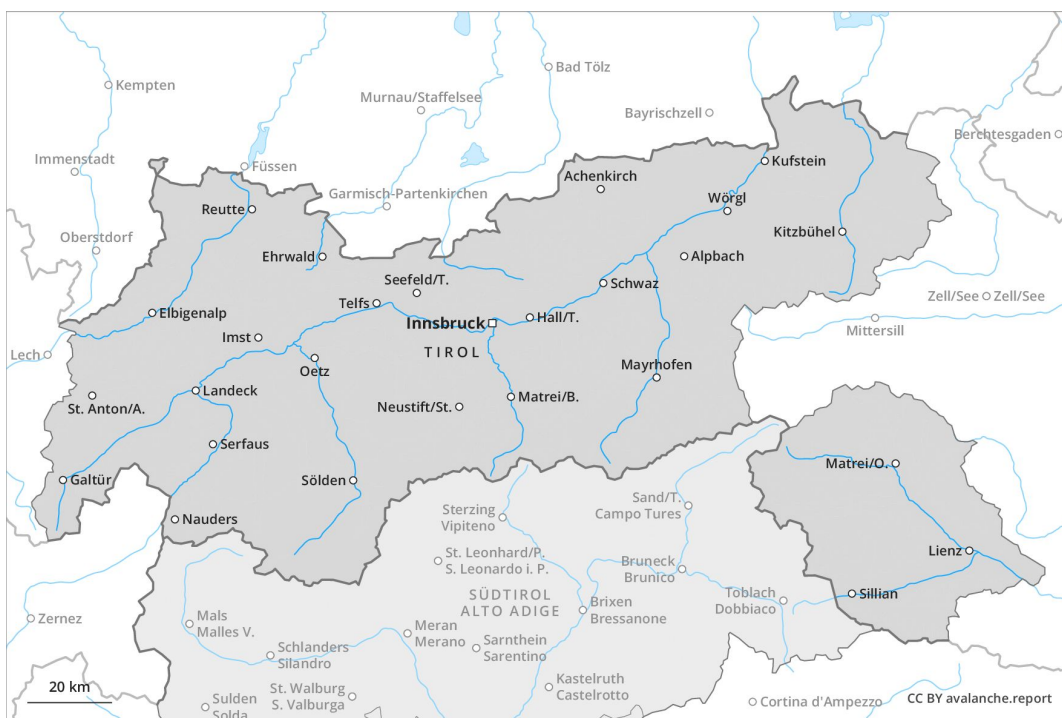 Bad Tölz
Kempten
Murnau/Staffelsee
Bayrischzell
Berchtesgaden
Immenstadt
Füssen
Kufstein
Achenkirch
Garmisch-Partenkirchen
Wörgl
Reutte
Oberstdorf
Kitzbühel
Ehrwald
Alpbach
Seefeld/T.
Schwaz
Zell/See
Zell/See
Telfs
Elbigenalp
Hall/T.
Innsbruck
Mittersill
Imst
TIROL
Lech
Oetz
Mayrhofen
Landeck
St. Anton/A.
Neustift/St.
Matrei/B.
Serfaus
Matrei/O.
Galtür
Sölden
Sand/T.
Campo Tures
Nauders
Sterzing
Vipiteno
Lienz
St. Leonhard/P.
S. Leonardo i. P.
Bruneck
Brunico
SÜDTIROL
ALTO ADIGE
Sillian
Toblach
Dobbiaco
Brixen
Bressanone
Zernez
Mals
Malles V.
Meran
Merano
Sarnthein
Sarentino
Schlanders
Silandro
Kastelruth
Castelrotto
20 km
St. Walburg
S. Valburga
Sulden
Solda
Cortina d'Ampezzo
CC BY avalanche.report